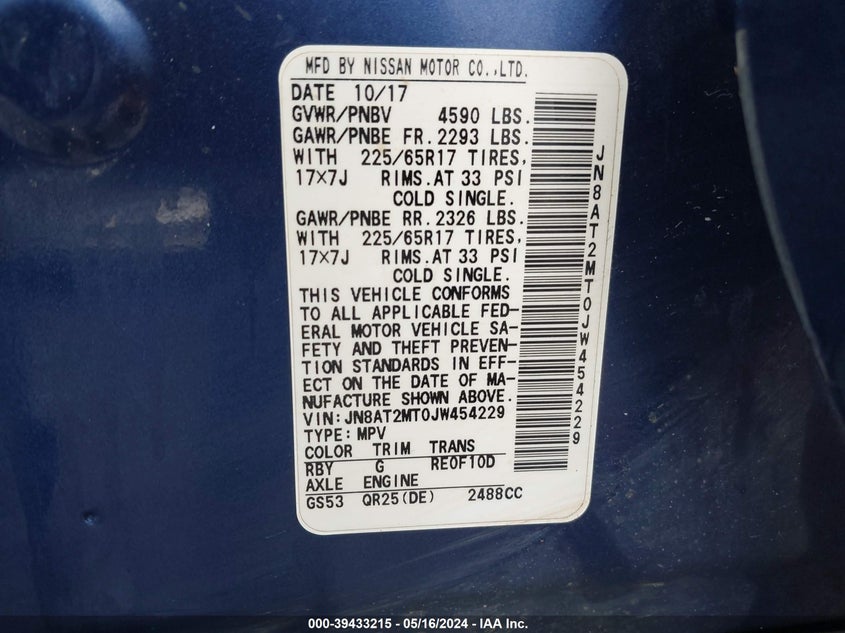 MFD BY NISSAN MOTOR CO.,LTD.
DATE 10/17
GVWR/PNBV 4590 LBS.
GAWR/PNBE FR. 2293 LBS.
WITH 225/65R17 TIRES,
17×7J RIMS.AT 33 PSI
COLD SINGLE.
GAWR/PNBE RR. 2326 LBS.
WITH 225/65R17 TIRES,
17×7J RIMS.AT 33 PSI
COLD SINGLE.
THIS VEHICLE CONFORMS
TO ALL APPLICABLE FED-
ERAL MOTOR VEHICLE SA-
FETY AND THEFT PREVEN-
TION STANDARDS IN EFF-
ECT ON THE DATE OF MA-
NUFACTURE SHOWN ABOVE.
VIN:JN8AT2MT0JW454229
TYPE:MPV
COLOR TRIM TRANS
RBY G RE0F10D
AXLE ENGINE
GS53 QR25(DE) 2488CC
JN8AT2MT0JW454229
000-39433215 - 05/16/2024 - IAA Inc.